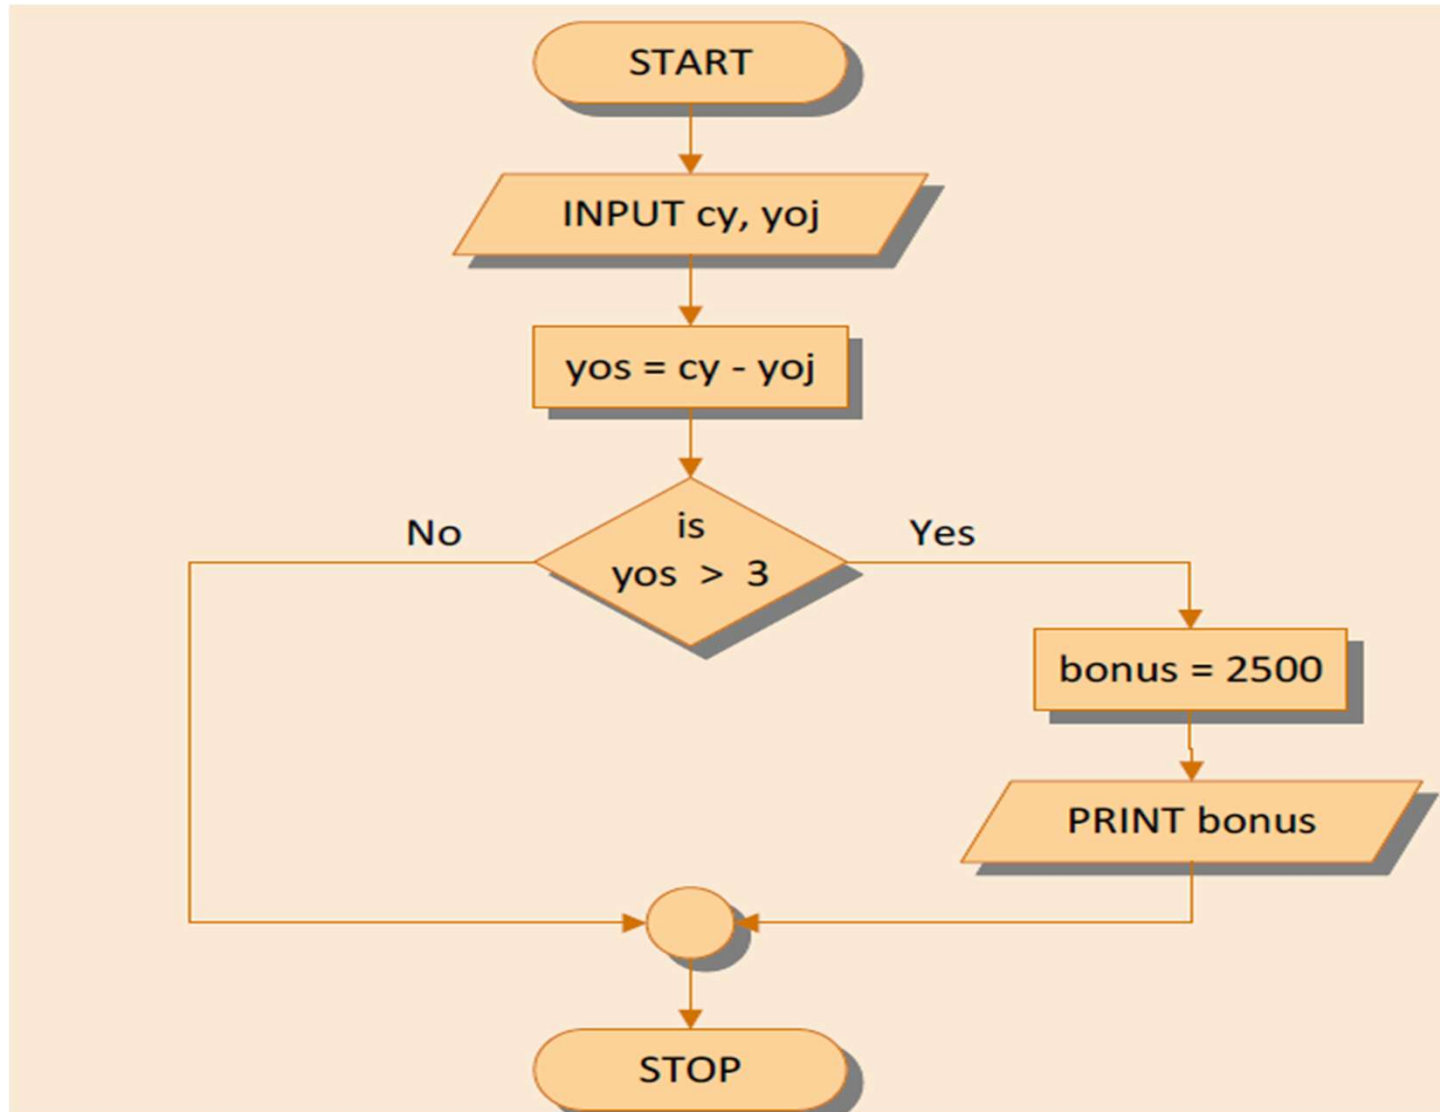 START
INPUT cy, yoj
yos = cy - yoj
is
yos > 3
No
Yes
bonus = 2500
PRINT bonus
STOP